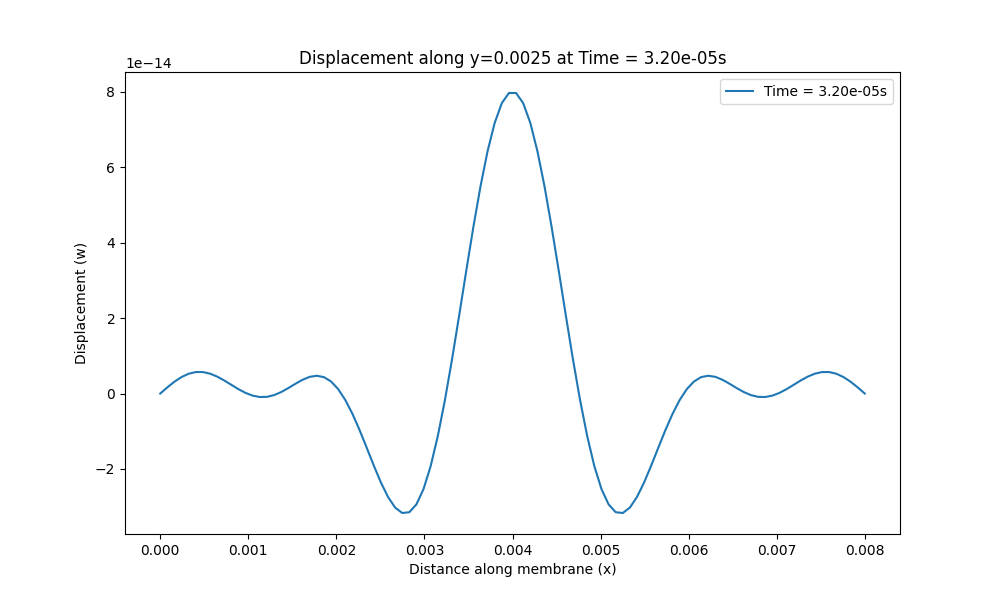 Displacement along y=0.0025 at Time = 3.20e-05s
1e−14
Time = 3.20e-05s
8
6
4
2
0
−2
Displacement (w)
0.000 0.001 0.002 0.003 0.004 0.005 0.006 0.007 0.008
Distance along membrane (x)